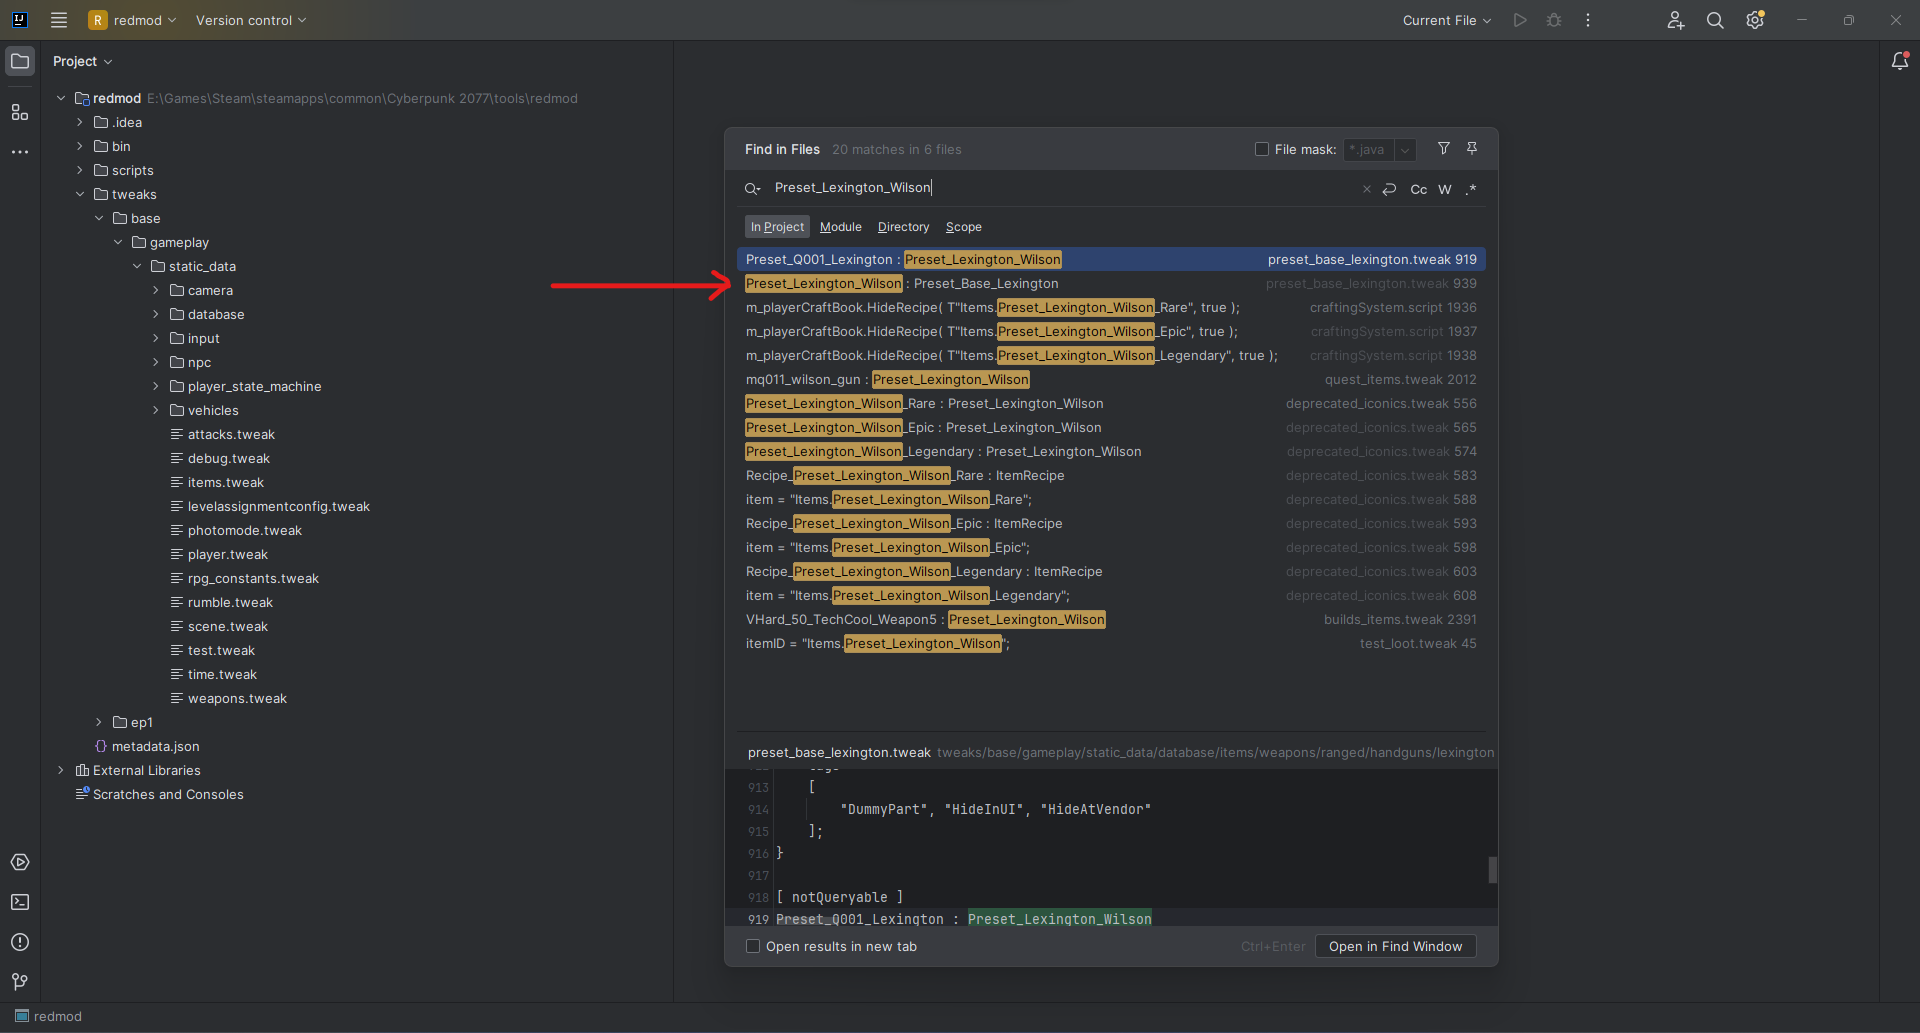 R redmod Version control Current File
Project
redmod E:\Games\Steam\steamapps\common\Cyberpunk 2077\tools\redmod
.idea
bin
scripts
tweaks
base
gameplay
static_data
camera
database
input
npc
player_state_machine
vehicles
attacks.tweak
debug.tweak
items.tweak
levelassignmentconfig.tweak
photomode.tweak
player.tweak
rpg_constants.tweak
rumble.tweak
scene.tweak
test.tweak
time.tweak
weapons.tweak
ep1
metadata.json
External Libraries
Scratches and Consoles
Find in Files 20 matches in 6 files File mask: *.java
Preset_Lexington_Wilson Cc W .*
In Project Module Directory Scope
Preset_Q001_Lexington : Preset_Lexington_Wilson preset_base_lexington.tweak 919
Preset_Lexington_Wilson : Preset_Base_Lexington preset_base_lexington.tweak 939
m_playerCraftBook.HideRecipe( T"Items.Preset_Lexington_Wilson_Rare", true ); craftingSystem.script 1936
m_playerCraftBook.HideRecipe( T"Items.Preset_Lexington_Wilson_Epic", true ); craftingSystem.script 1937
m_playerCraftBook.HideRecipe( T"Items.Preset_Lexington_Wilson_Legendary", true ); craftingSystem.script 1938
mq011_wilson_gun : Preset_Lexington_Wilson quest_items.tweak 2012
Preset_Lexington_Wilson_Rare : Preset_Lexington_Wilson deprecated_iconics.tweak 556
Preset_Lexington_Wilson_Epic : Preset_Lexington_Wilson deprecated_iconics.tweak 565
Preset_Lexington_Wilson_Legendary : Preset_Lexington_Wilson deprecated_iconics.tweak 574
Recipe_Preset_Lexington_Wilson_Rare : ItemRecipe deprecated_iconics.tweak 583
item = "Items.Preset_Lexington_Wilson_Rare"; deprecated_iconics.tweak 588
Recipe_Preset_Lexington_Wilson_Epic : ItemRecipe deprecated_iconics.tweak 593
item = "Items.Preset_Lexington_Wilson_Epic"; deprecated_iconics.tweak 598
Recipe_Preset_Lexington_Wilson_Legendary : ItemRecipe deprecated_iconics.tweak 603
item = "Items.Preset_Lexington_Wilson_Legendary"; deprecated_iconics.tweak 608
VHard_50_TechCool_Weapon5 : Preset_Lexington_Wilson builds_items.tweak 2391
itemID = "Items.Preset_Lexington_Wilson"; test_loot.tweak 45
preset_base_lexington.tweak tweaks/base/gameplay/static_data/database/items/weapons/ranged/handguns/lexington
913 [
914 "DummyPart", "HideInUI", "HideAtVendor"
915 ];
916 }
917
918 [ notQueryable ]
919 Preset_Q001_Lexington : Preset_Lexington_Wilson
Open results in new tab Ctrl+Enter Open in Find Window
redmod